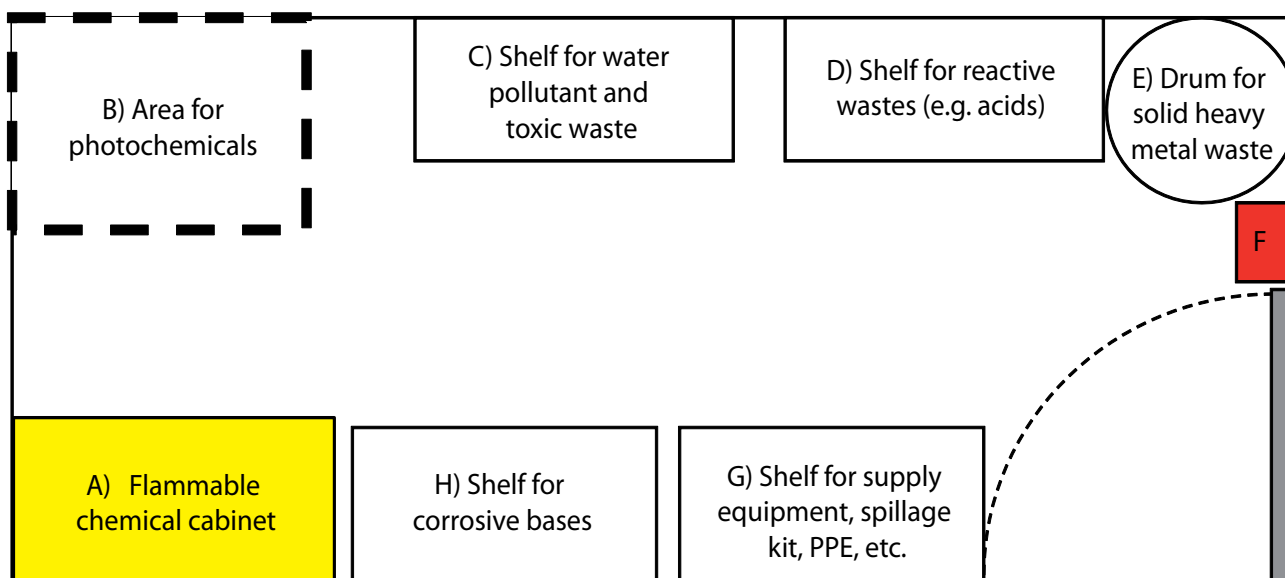 B) Area for
photochemicals
C) Shelf for water
pollutant and
toxic waste
D) Shelf for reactive
wastes (e.g. acids)
E) Drum for
solid heavy
metal waste
F
A) Flammable
chemical cabinet
H) Shelf for
corrosive bases
G) Shelf for supply
equipment, spillage
kit, PPE, etc.